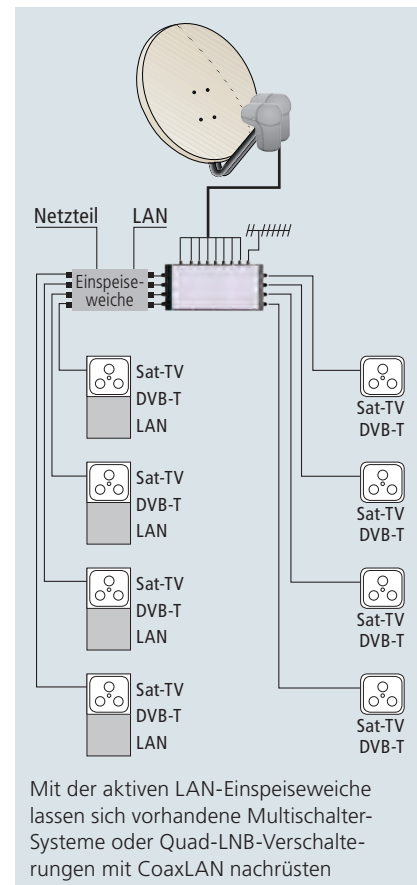 Netzteil LAN
Einspeise-
weiche
Sat-TV
DVB-T
LAN
Sat-TV
DVB-T
Sat-TV
DVB-T
LAN
Sat-TV
DVB-T
Sat-TV
DVB-T
LAN
Sat-TV
DVB-T
Sat-TV
DVB-T
LAN
Sat-TV
DVB-T
Mit der aktiven LAN-Einspeiseweiche
lassen sich vorhandene Multischalter-
Systeme oder Quad-LNB-Verschalte-
rungen mit CoaxLAN nachrüsten